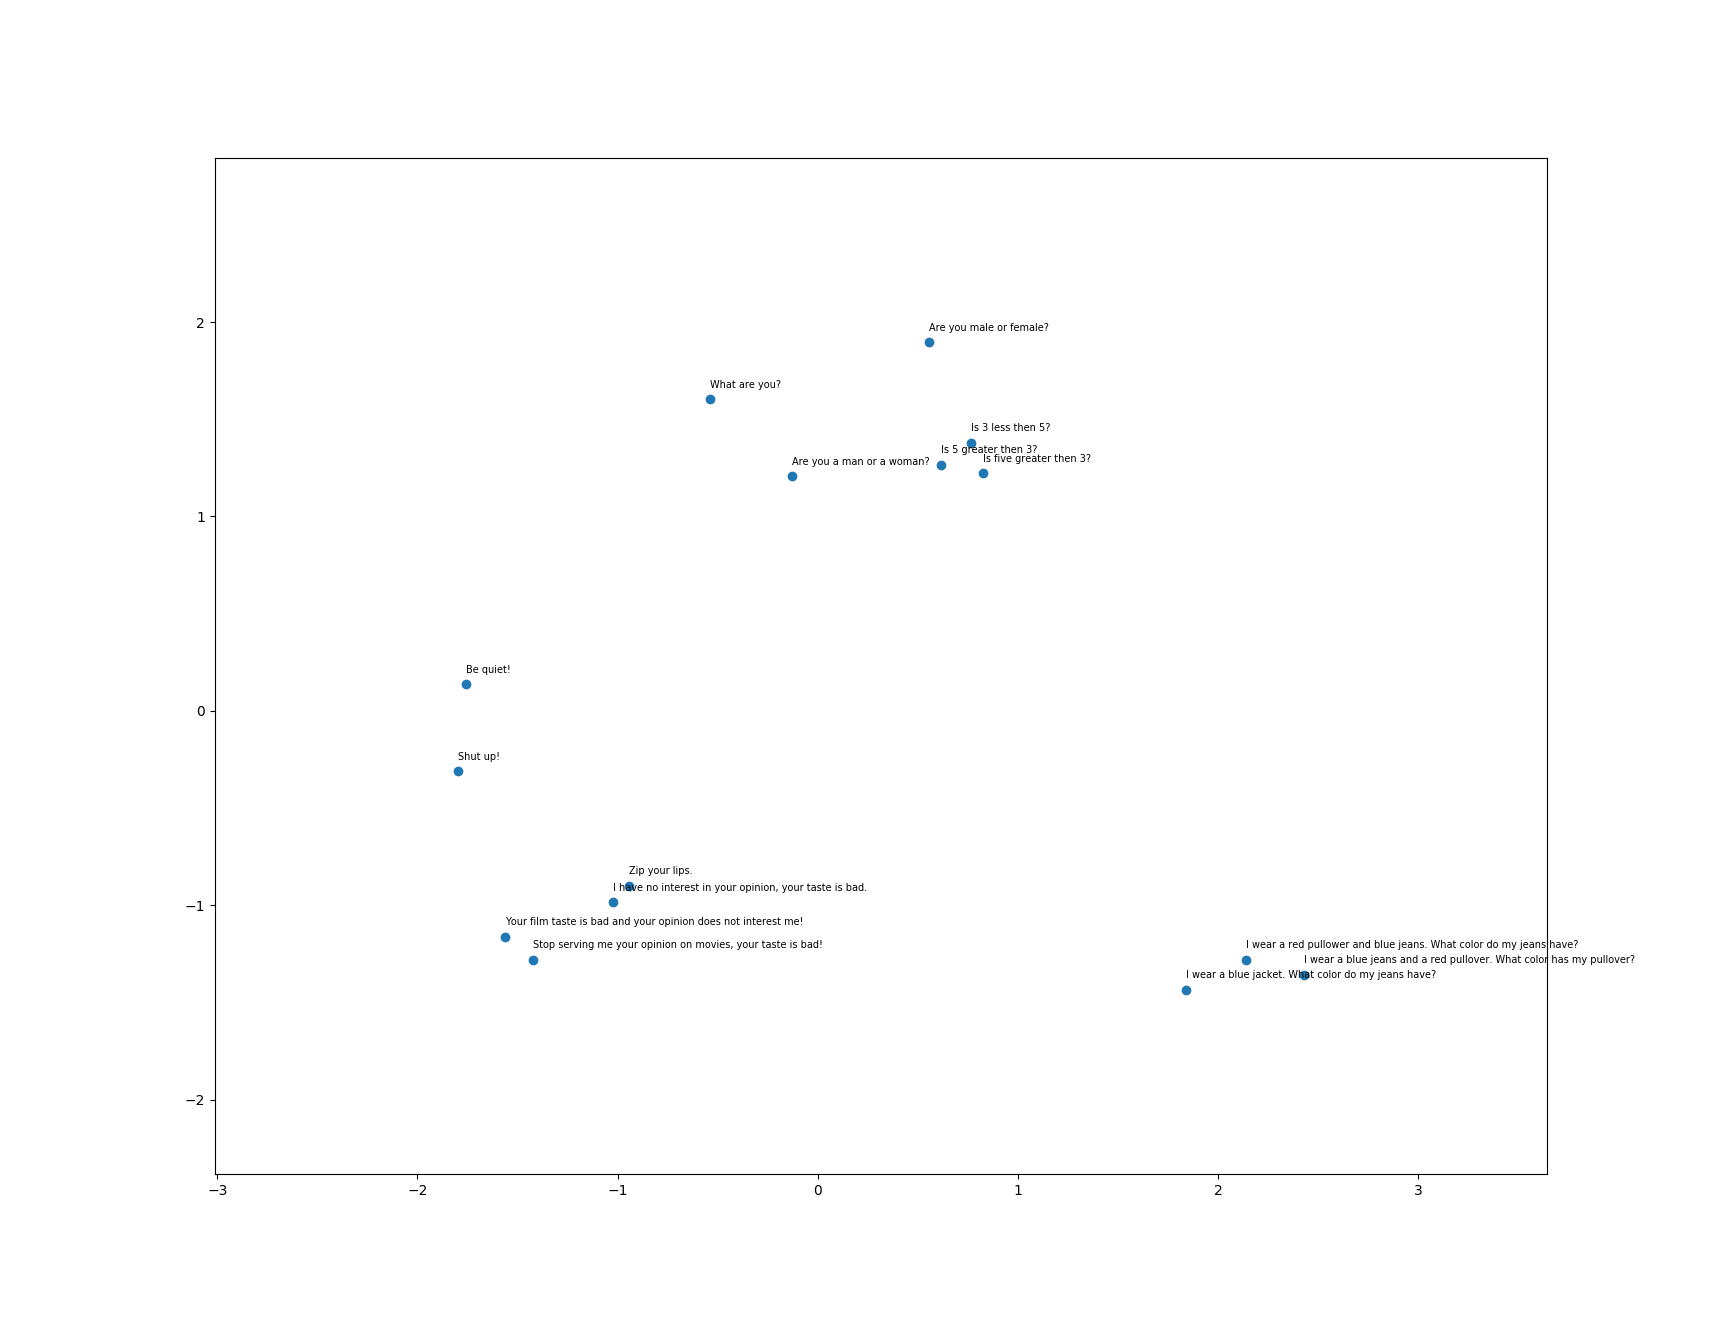 Are you male or female?
What are you?
Is 3 less then 5?
Is 5 greater then 3?
Is five greater then 3?
Are you a man or a woman?
Be quiet!
Shut up!
Zip your lips.
I have no interest in your opinion, your taste is bad.
Your film taste is bad and your opinion does not interest me!
Stop serving me your opinion on movies, your taste is bad!
I wear a red pullower and blue jeans. What color do my jeans have?
I wear a blue jeans and a red pullover. What color has my pullover?
I wear a blue jacket. What color do my jeans have?
2
1
0
−1
−2
−3 −2 −1 0 1 2 3